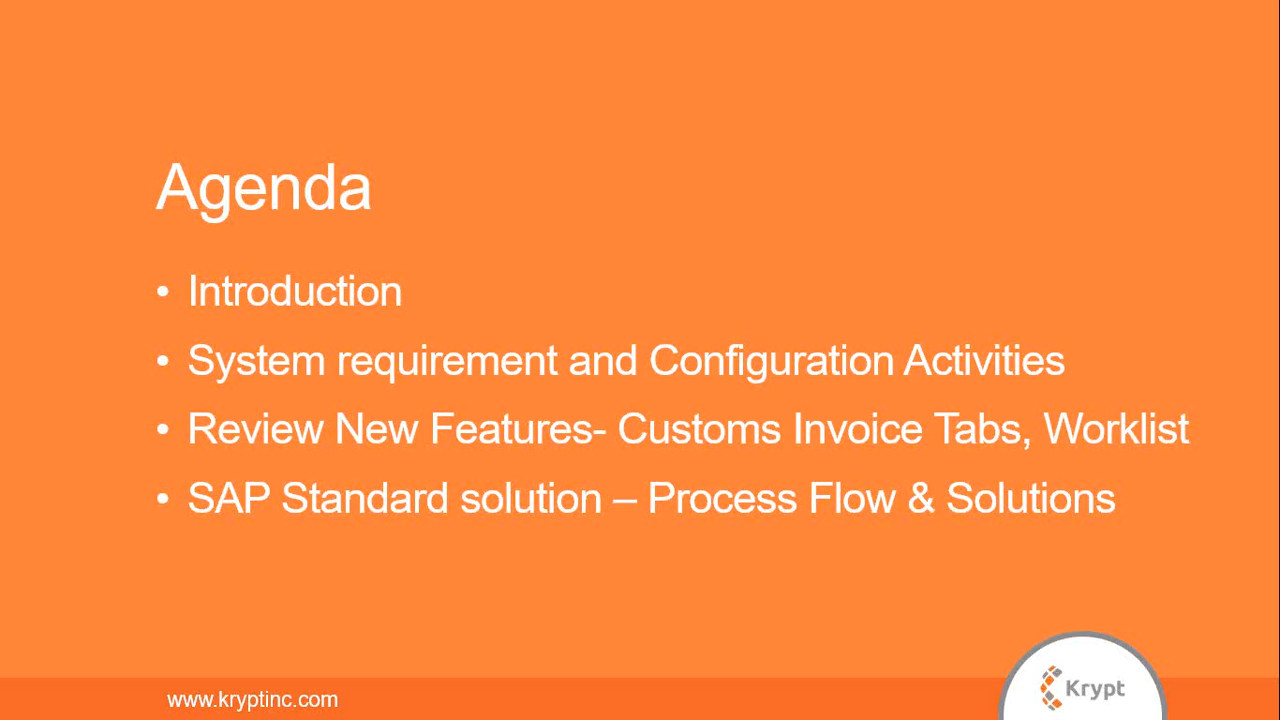 Agenda
• Introduction
• System requirement and Configuration Activities
• Review New Features- Customs Invoice Tabs, Worklist
• SAP Standard solution – Process Flow & Solutions
www.kryptinc.com
Krypt